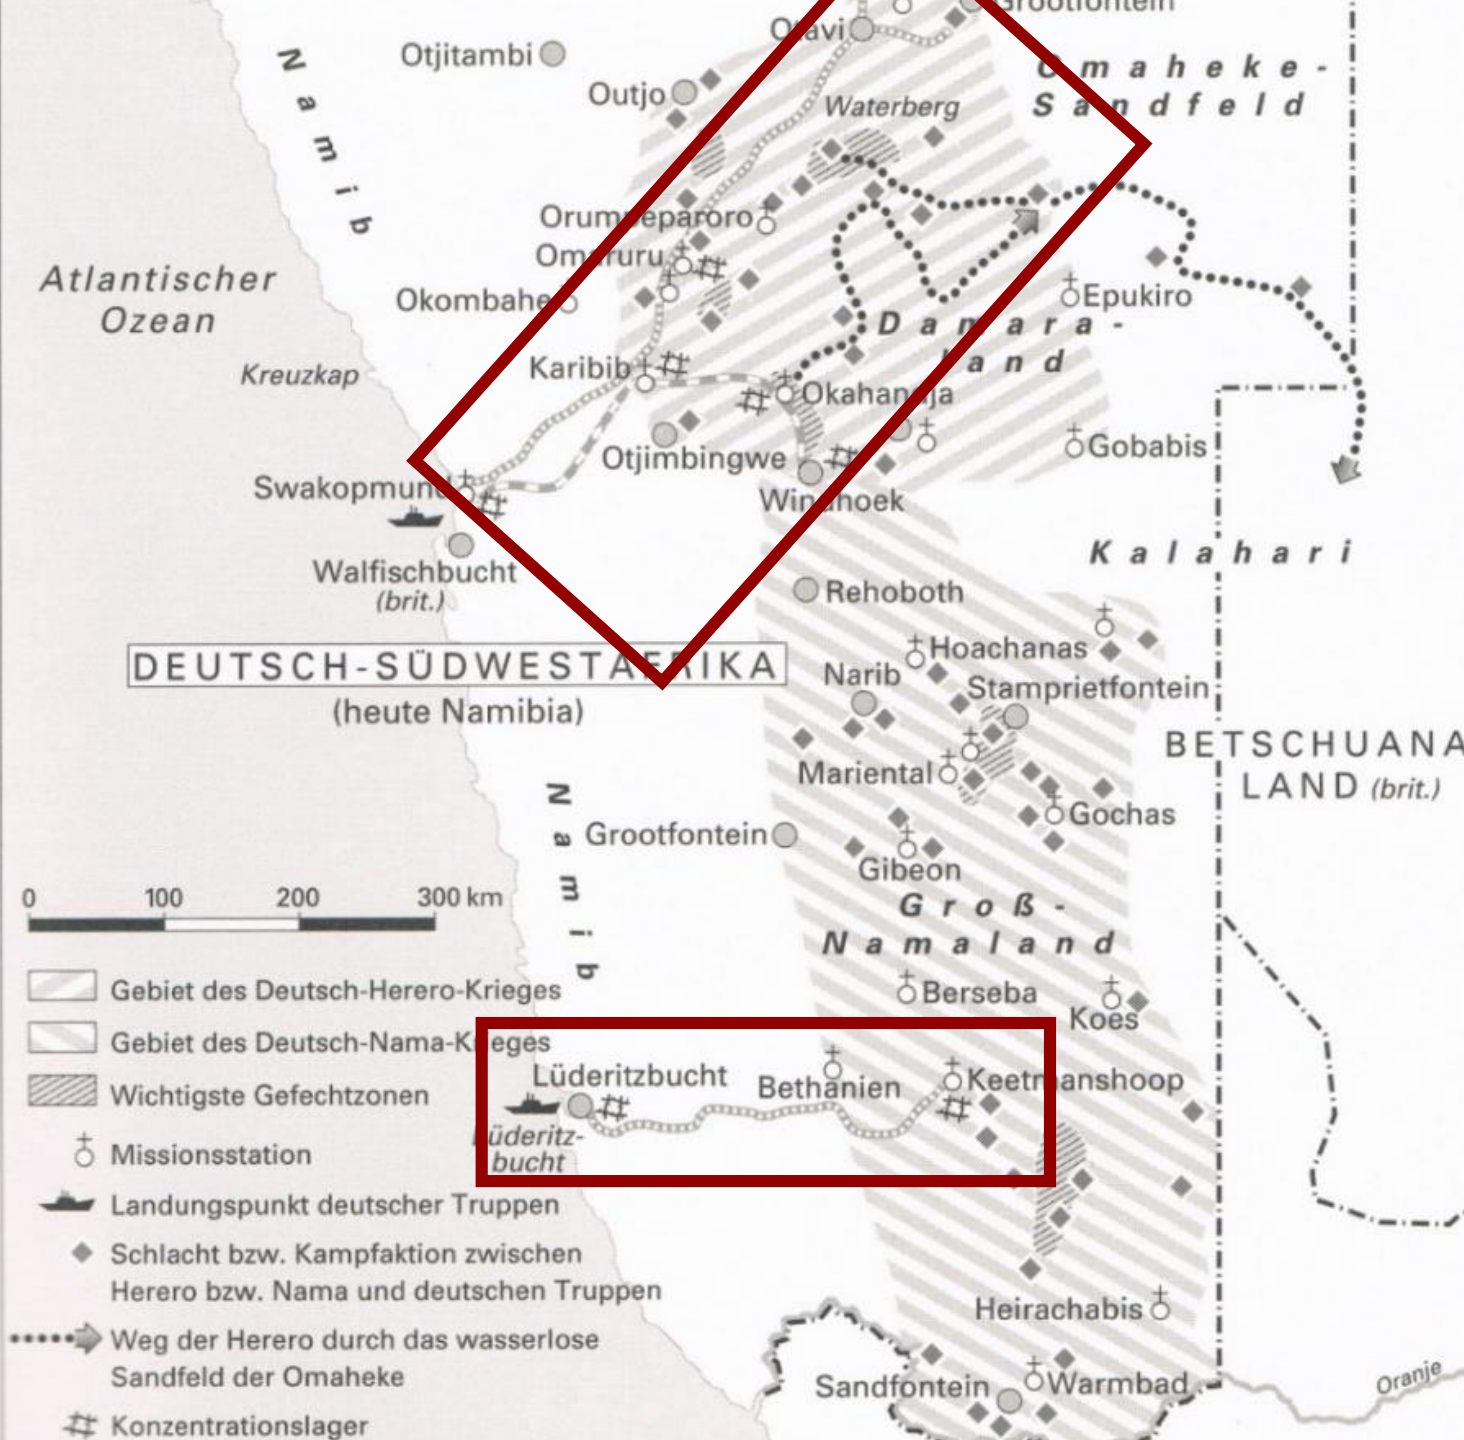 Grootfontein
Otavi
Otjitambi
Omaheke-
Sandfeld
Outjo
Waterberg
Namib
Orumbeparoro
Omaruru
Atlantischer
Ozean
Okombahe
Epukiro
Damara-
land
Kreuzkap
Karibib
Okahandja
Otjimbingwe
Gobabis
Swakopmund
Windhoek
Walfischbucht
(brit.)
Kalahari
Rehoboth
DEUTSCH-SÜDWESTAFRIKA
(heute Namibia)
Hoachanas
Narib
Stamprietfontein
BETSCHUANA
LAND (brit.)
Mariental
Namib
Gochas
Grootfontein
Gibeon
Groß-
Namaland
0 100 200 300 km
Berseba
Koes
Gebiet des Deutsch-Herero-Krieges
Gebiet des Deutsch-Nama-Krieges
Lüderitzbucht
Bethanien
Keetmanshoop
Lüderitz-
bucht
Wichtigste Gefechtzonen
Missionsstation
Landungspunkt deutscher Truppen
Schlacht bzw. Kampfaktion zwischen
Herero bzw. Nama und deutschen Truppen
Weg der Herero durch das wasserlose
Sandfeld der Omaheke
Konzentrationslager
Heirachabis
Sandfontein
Warmbad
Oranje